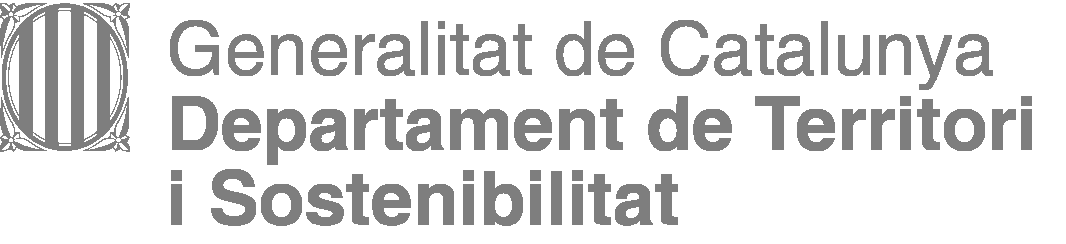 Generalitat de Catalunya
Departament de Territori
i Sostenibilitat